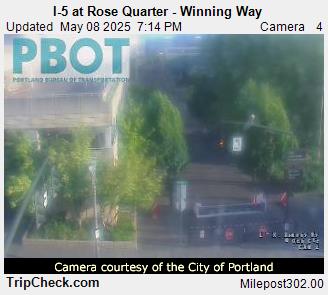 I-5 at Rose Quarter - Winning Way
Updated May 08 2025 7:14 PM Camera 4
PBOT
PORTLAND BUREAU OF TRANSPORTATION
Camera courtesy of the City of Portland
TripCheck.com Milepost302.00